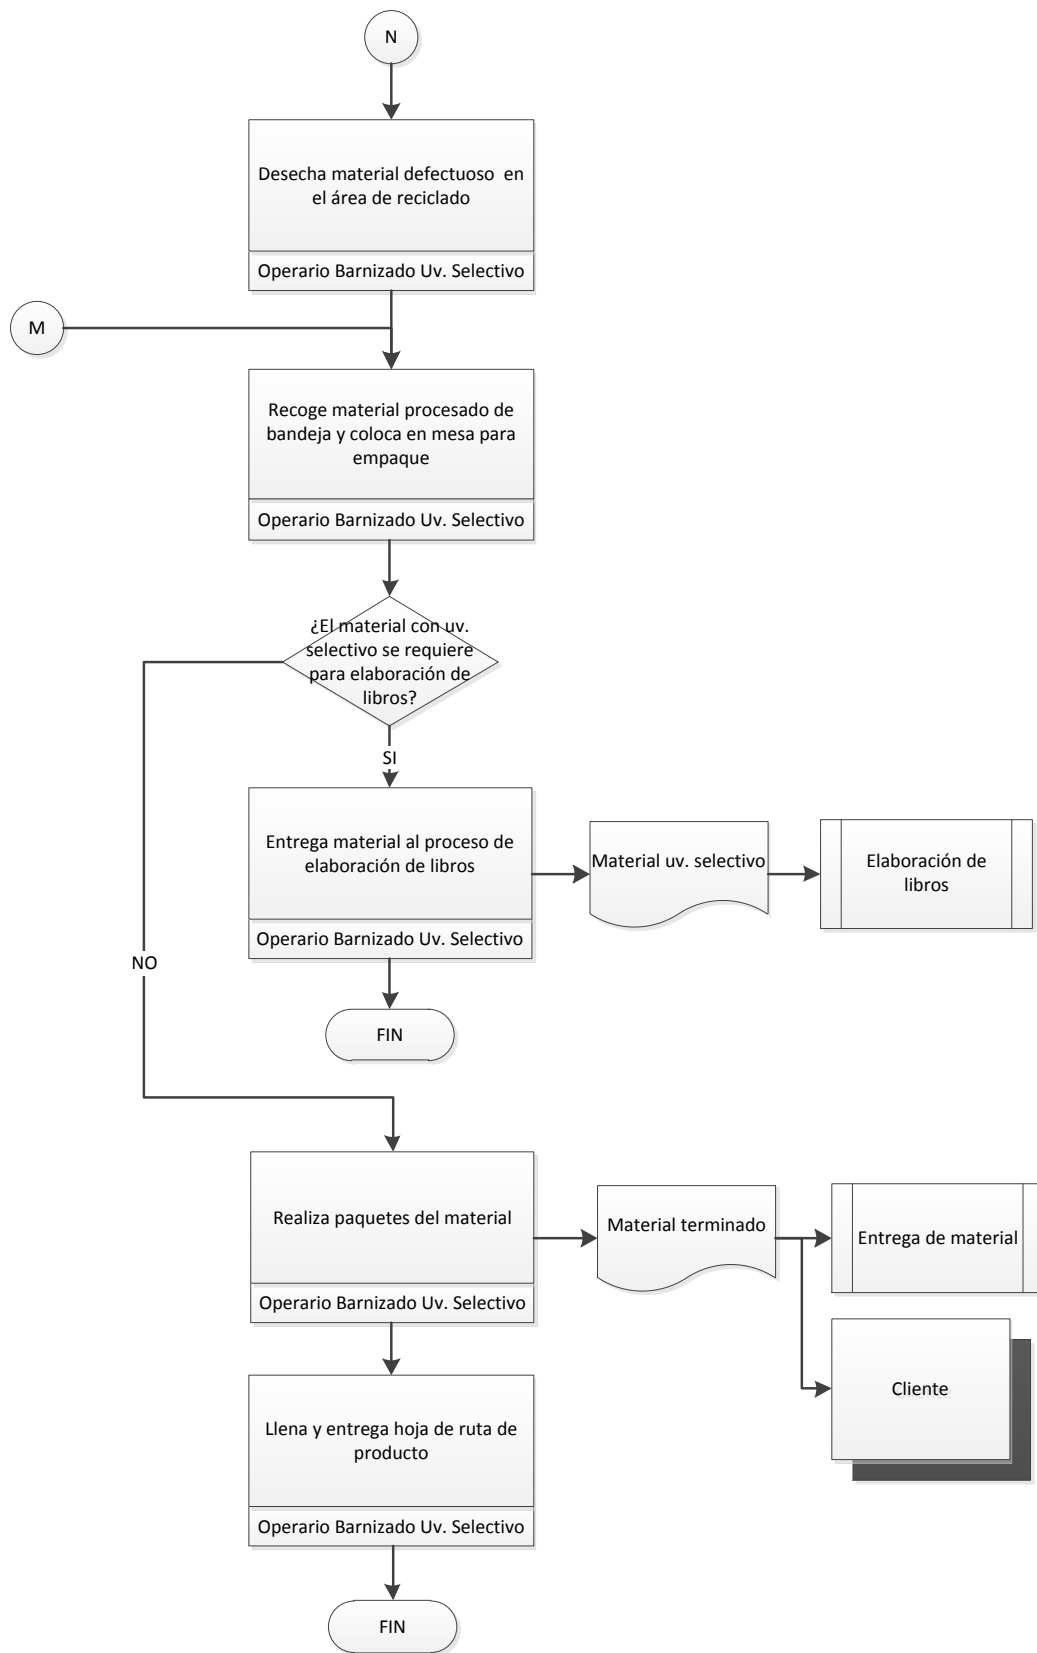 N
Desecha material defectuoso  en
el área de reciclado
Operario Barnizado Uv. Selectivo
M
Recoge material procesado de
bandeja y coloca en mesa para
empaque
Operario Barnizado Uv. Selectivo
¿El material con uv.
selectivo se requiere
para elaboración de
libros?
SI
Entrega material al proceso de
elaboración de libros
Operario Barnizado Uv. Selectivo
Material uv. selectivo
Elaboración de
libros
NO
FIN
Realiza paquetes del material
Operario Barnizado Uv. Selectivo
Material terminado
Entrega de material
Cliente
Llena y entrega hoja de ruta de
producto
Operario Barnizado Uv. Selectivo
FIN